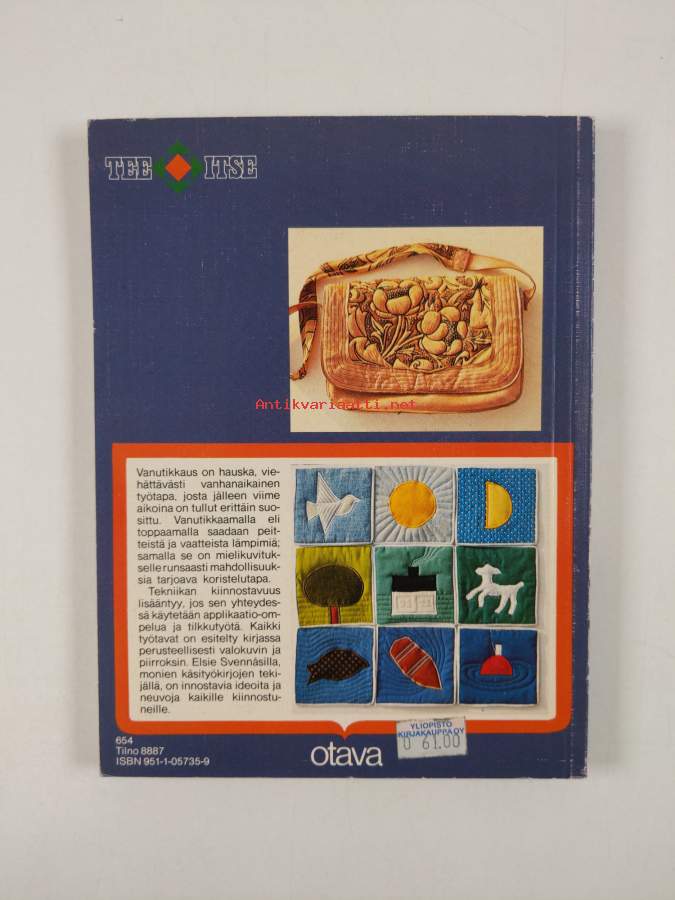 TEE ITSE
Antikvariaatti.net
Vanutikkaus on hauska, vie-
hättävästi vanhanaikainen
työtapa, josta jälleen viime
aikoina on tullut erittäin suo-
sittu. Vanutikkaamalla eli
toppaamalla saadaan peit-
teistä ja vaatteista lämpimiä;
samalla se on mielikuvituk-
selle runsaasti mahdollisuuk-
sia tarjoava koristelutapa.
Tekniikan kiinnostavuus
lisääntyy, jos sen yhteydes-
sä käytetään applikaatio-om-
pelua ja tilkkutyötä. Kaikki
työtavat on esitelty kirjassa
perusteellisesti valokuvin ja
piirroksin. Elsie Svennåsilla,
monien käsityökirjojen teki-
jällä, on innostavia ideoita ja
neuvoja kaikille kiinnostu-
neille.
654
Tilno 8887
ISBN 951-1-05735-9
otava
YLIOPISTO
KIRJAKAUPPA OY
0 61.00